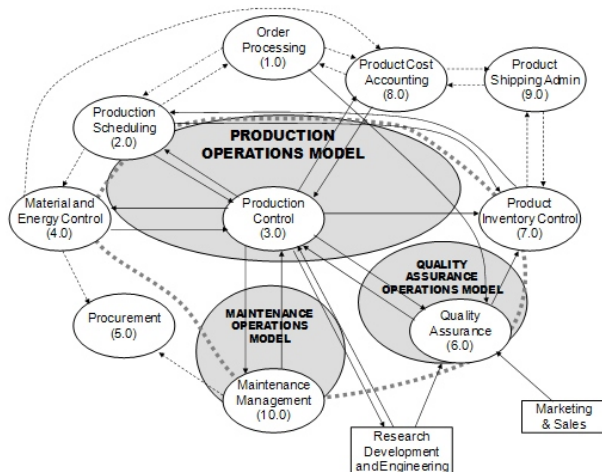 Order
Processing
(1.0)
Product Cost
Accounting
(8.0)
Product
Shipping Admin
(9.0)
Production
Scheduling
(2.0)
PRODUCTION
OPERATIONS MODEL
Material and
Energy Control
(4.0)
Production
Control
(3.0)
Product
Inventory Control
(7.0)
QUALITY
ASSURANCE
OPERATIONS MODEL
Procurement
(5.0)
MAINTENANCE
OPERATIONS
MODEL
Quality
Assurance
(6.0)
Maintenance
Management
(10.0)
Marketing
& Sales
Research
Development
and Engineering